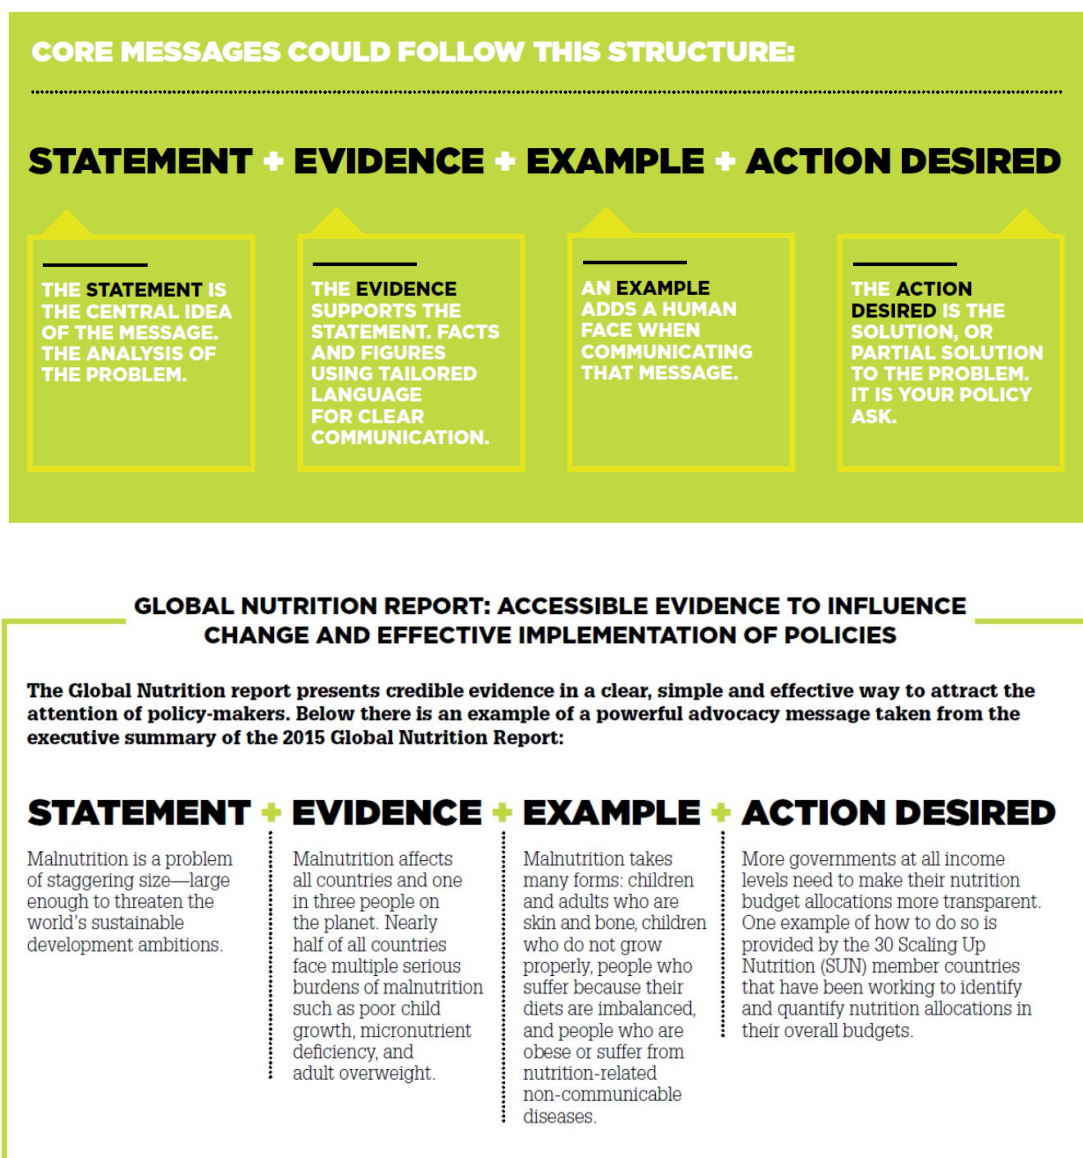 CORE MESSAGES COULD FOLLOW THIS STRUCTURE:
STATEMENT + EVIDENCE + EXAMPLE + ACTION DESIRED
THE STATEMENT IS
THE CENTRAL IDEA
OF THE MESSAGE.
THE ANALYSIS OF
THE PROBLEM.
THE EVIDENCE
SUPPORTS THE
STATEMENT. FACTS
AND FIGURES
USING TAILORED
LANGUAGE
FOR CLEAR
COMMUNICATION.
AN EXAMPLE
ADDS A HUMAN
FACE WHEN
COMMUNICATING
THAT MESSAGE.
THE ACTION
DESIRED IS THE
SOLUTION, OR
PARTIAL SOLUTION
TO THE PROBLEM.
IT IS YOUR POLICY
ASK.
GLOBAL NUTRITION REPORT: ACCESSIBLE EVIDENCE TO INFLUENCE
CHANGE AND EFFECTIVE IMPLEMENTATION OF POLICIES
The Global Nutrition report presents credible evidence in a clear, simple and effective way to attract the
attention of policy-makers. Below there is an example of a powerful advocacy message taken from the
executive summary of the 2015 Global Nutrition Report:
STATEMENT + EVIDENCE + EXAMPLE + ACTION DESIRED
Malnutrition is a problem
of staggering size—large
enough to threaten the
world's sustainable
development ambitions.
Malnutrition affects
all countries and one
in three people on
the planet. Nearly
half of all countries
face multiple serious
burdens of malnutrition
such as poor child
growth, micronutrient
deficiency, and
adult overweight.
Malnutrition takes
many forms: children
and adults who are
skin and bone, children
who do not grow
properly, people who
suffer because their
diets are imbalanced,
and people who are
obese or suffer from
nutrition-related
non-communicable
diseases.
More governments at all income
levels need to make their nutrition
budget allocations more transparent.
One example of how to do so is
provided by the 30 Scaling Up
Nutrition (SUN) member countries
that have been working to identify
and quantify nutrition allocations in
their overall budgets.